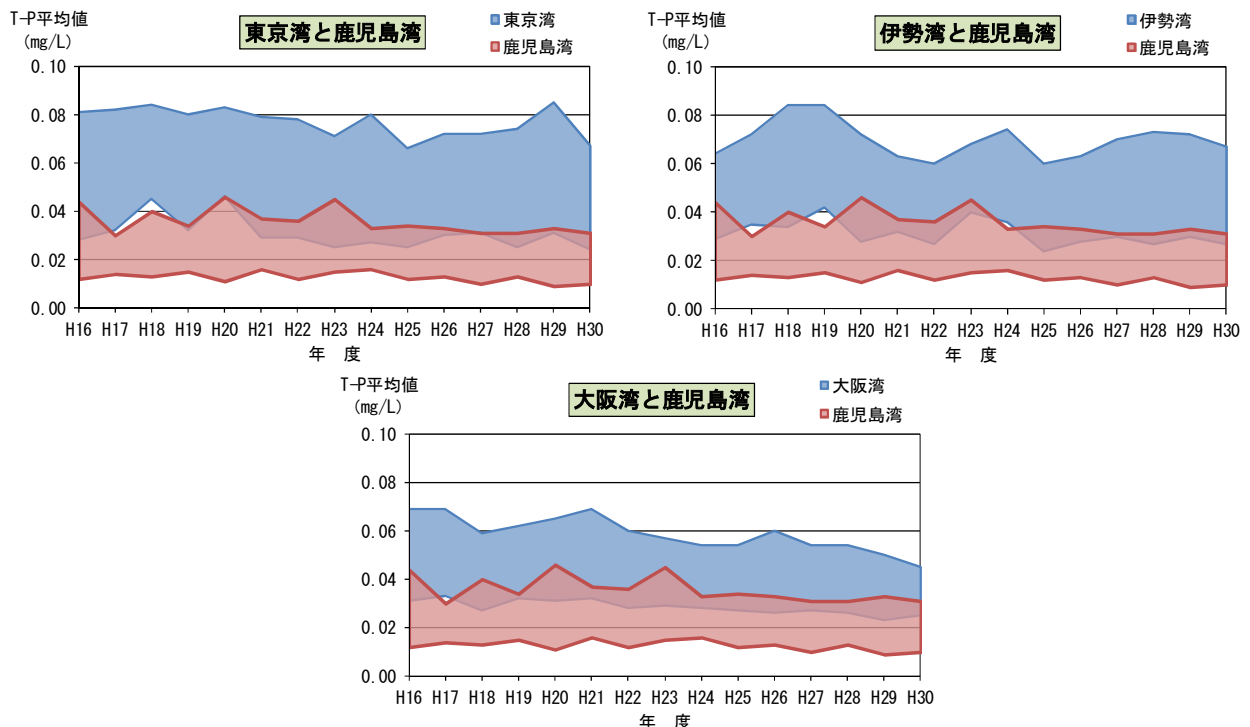 T-P平均値
(mg/L)
東京湾と鹿児島湾
東京湾
鹿児島湾
0.10
0.08
0.06
0.04
0.02
0.00
H16 H17 H18 H19 H20 H21 H22 H23 H24 H25 H26 H27 H28 H29 H30
年 度
T-P平均値
(mg/L)
伊勢湾と鹿児島湾
伊勢湾
鹿児島湾
0.10
0.08
0.06
0.04
0.02
0.00
H16 H17 H18 H19 H20 H21 H22 H23 H24 H25 H26 H27 H28 H29 H30
年 度
T-P平均値
(mg/L)
大阪湾と鹿児島湾
大阪湾
鹿児島湾
0.10
0.08
0.06
0.04
0.02
0.00
H16 H17 H18 H19 H20 H21 H22 H23 H24 H25 H26 H27 H28 H29 H30
年 度